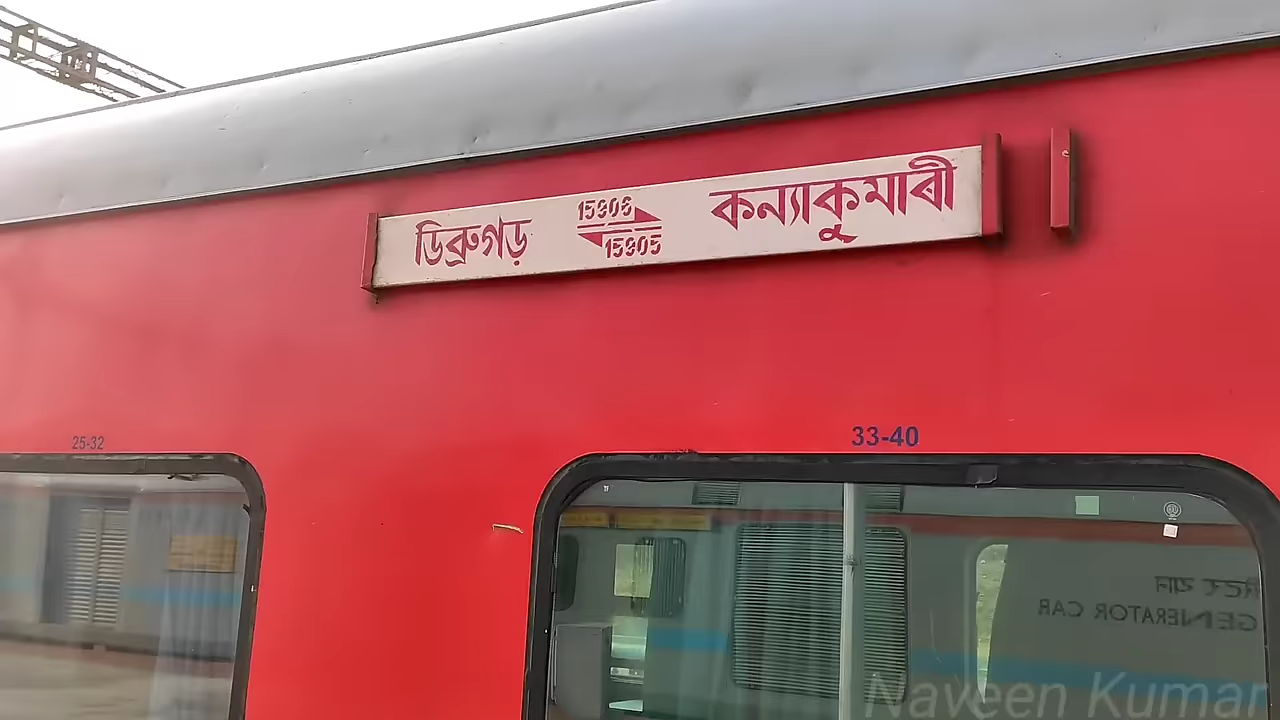 ডিব্ৰুগড়
15906
15905
কন্যাকুমাৰী
25-32
33-40
GENERATOR CAR
Naveen Kumar